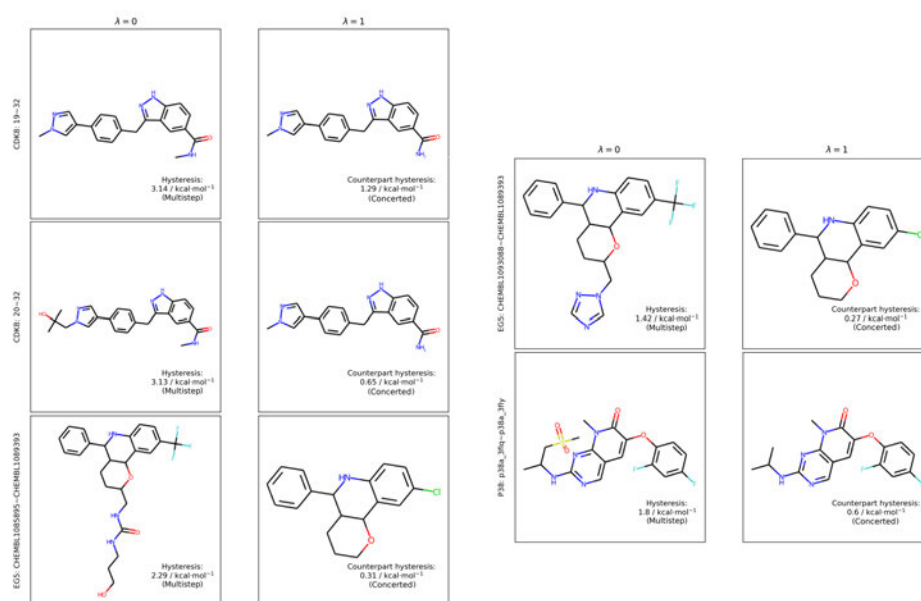 λ = 0
λ = 1
CDK8: 19~32
Hysteresis:
3.14 / kcal·mol⁻¹
(Multistep)
Counterpart hysteresis:
1.29 / kcal·mol⁻¹
(Concerted)
CDK8: 20~32
Hysteresis:
3.13 / kcal·mol⁻¹
(Multistep)
Counterpart hysteresis:
0.65 / kcal·mol⁻¹
(Concerted)
EG5: CHEMBL1085895~CHEMBL1089393
Hysteresis:
2.29 / kcal·mol⁻¹
(Multistep)
Cl
Counterpart hysteresis:
0.31 / kcal·mol⁻¹
(Concerted)
λ = 0
λ = 1
EG5: CHEMBL1093088~CHEMBL1089393
Hysteresis:
1.42 / kcal·mol⁻¹
(Multistep)
Counterpart hysteresis:
0.27 / kcal·mol⁻¹
(Concerted)
P38: p38a_3flq~p38a_3fly
Hysteresis:
1.8 / kcal·mol⁻¹
(Multistep)
Counterpart hysteresis:
0.6 / kcal·mol⁻¹
(Concerted)